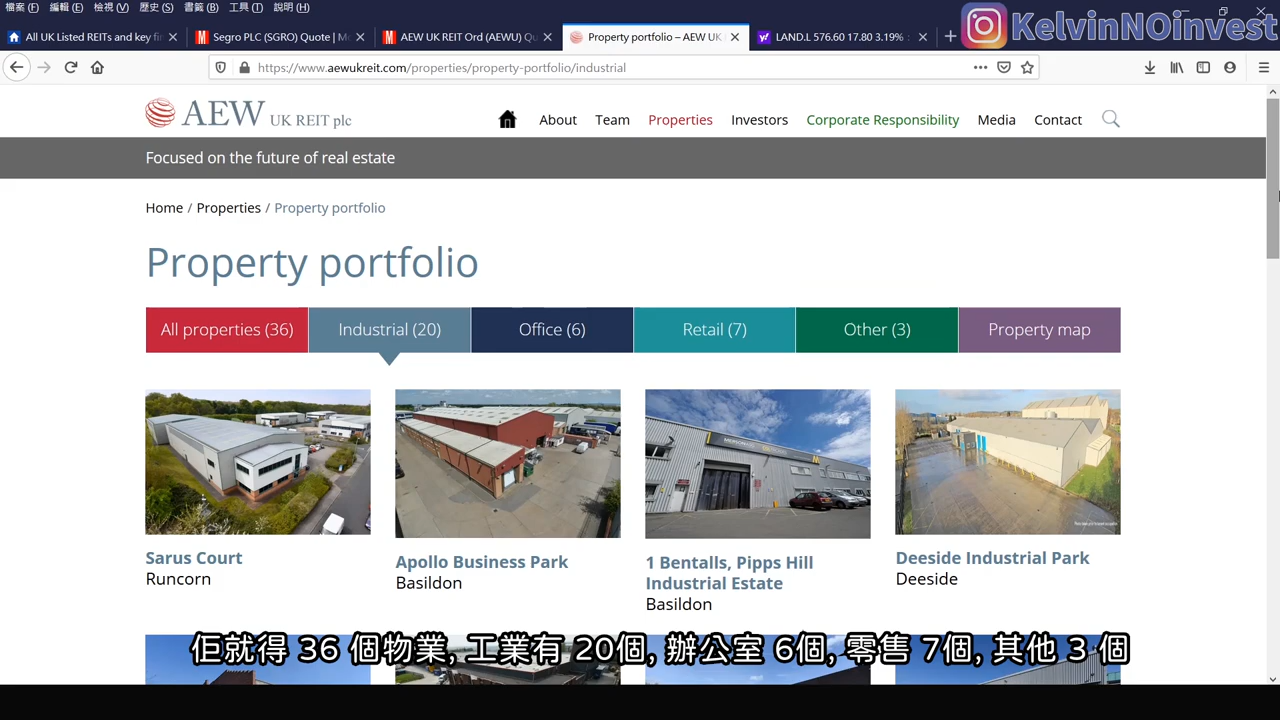 檔案 (F) 編輯 (E) 檢視 (V) 歷史 (S) 書籤 (B) 工具 (T) 說明 (H)
All UK Listed REITs and key fi
Segro PLC (SGRO) Quote | Mo
AEW UK REIT Ord (AEWU) Qu
Property portfolio – AEW UK
LAND.L 576.60 17.80 3.19%
KelvinNOinvest
https://www.aewukreit.com/properties/property-portfolio/industrial
AEW UK REIT plc
About Team Properties Investors Corporate Responsibility Media Contact
Focused on the future of real estate
Home / Properties / Property portfolio
Property portfolio
All properties (36) Industrial (20) Office (6) Retail (7) Other (3) Property map
Sarus Court
Runcorn
Apollo Business Park
Basildon
1 Bentalls, Pipps Hill
Industrial Estate
Basildon
Deeside Industrial Park
Deeside
佢就得 36 個物業, 工業有 20個, 辦公室 6個, 零售 7個, 其他 3 個